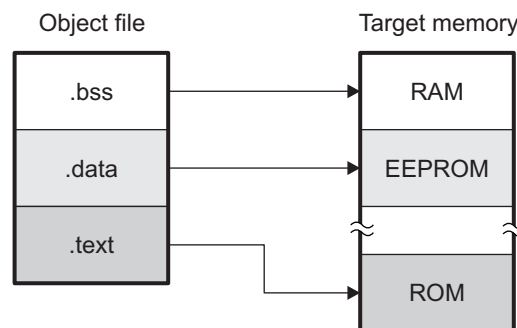 Object file
Target memory
.bss
RAM
.data
EEPROM
.text
ROM